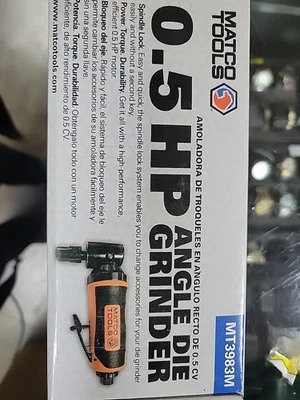 MATCO
TOOLS
AMOLADORA DE TROQUELES EN ANGULO RECTO DE 0.5 CV
0.5 HP ANGLE DIE
GRINDER
MT3983M
Spindle Lock. Easy and quick, the spindle lock system enables you to change accessories for your die grinder
easily and without a second key.
Power. Torque. Durability. Get it all with a high-performance,
efficient 0.5 HP motor.
Bloqueo del eje. Rápido y fácil, el sistema de bloqueo del eje le
permite cambiar los accesorios de su amoladora fácilmente y
sin una segunda llave.
Potencia. Torque. Durabilidad. Obténgalo todo con un motor
eficiente, de alto rendimiento de 0.5 CV.
www.matcotools.com
MATCO
TOOLS